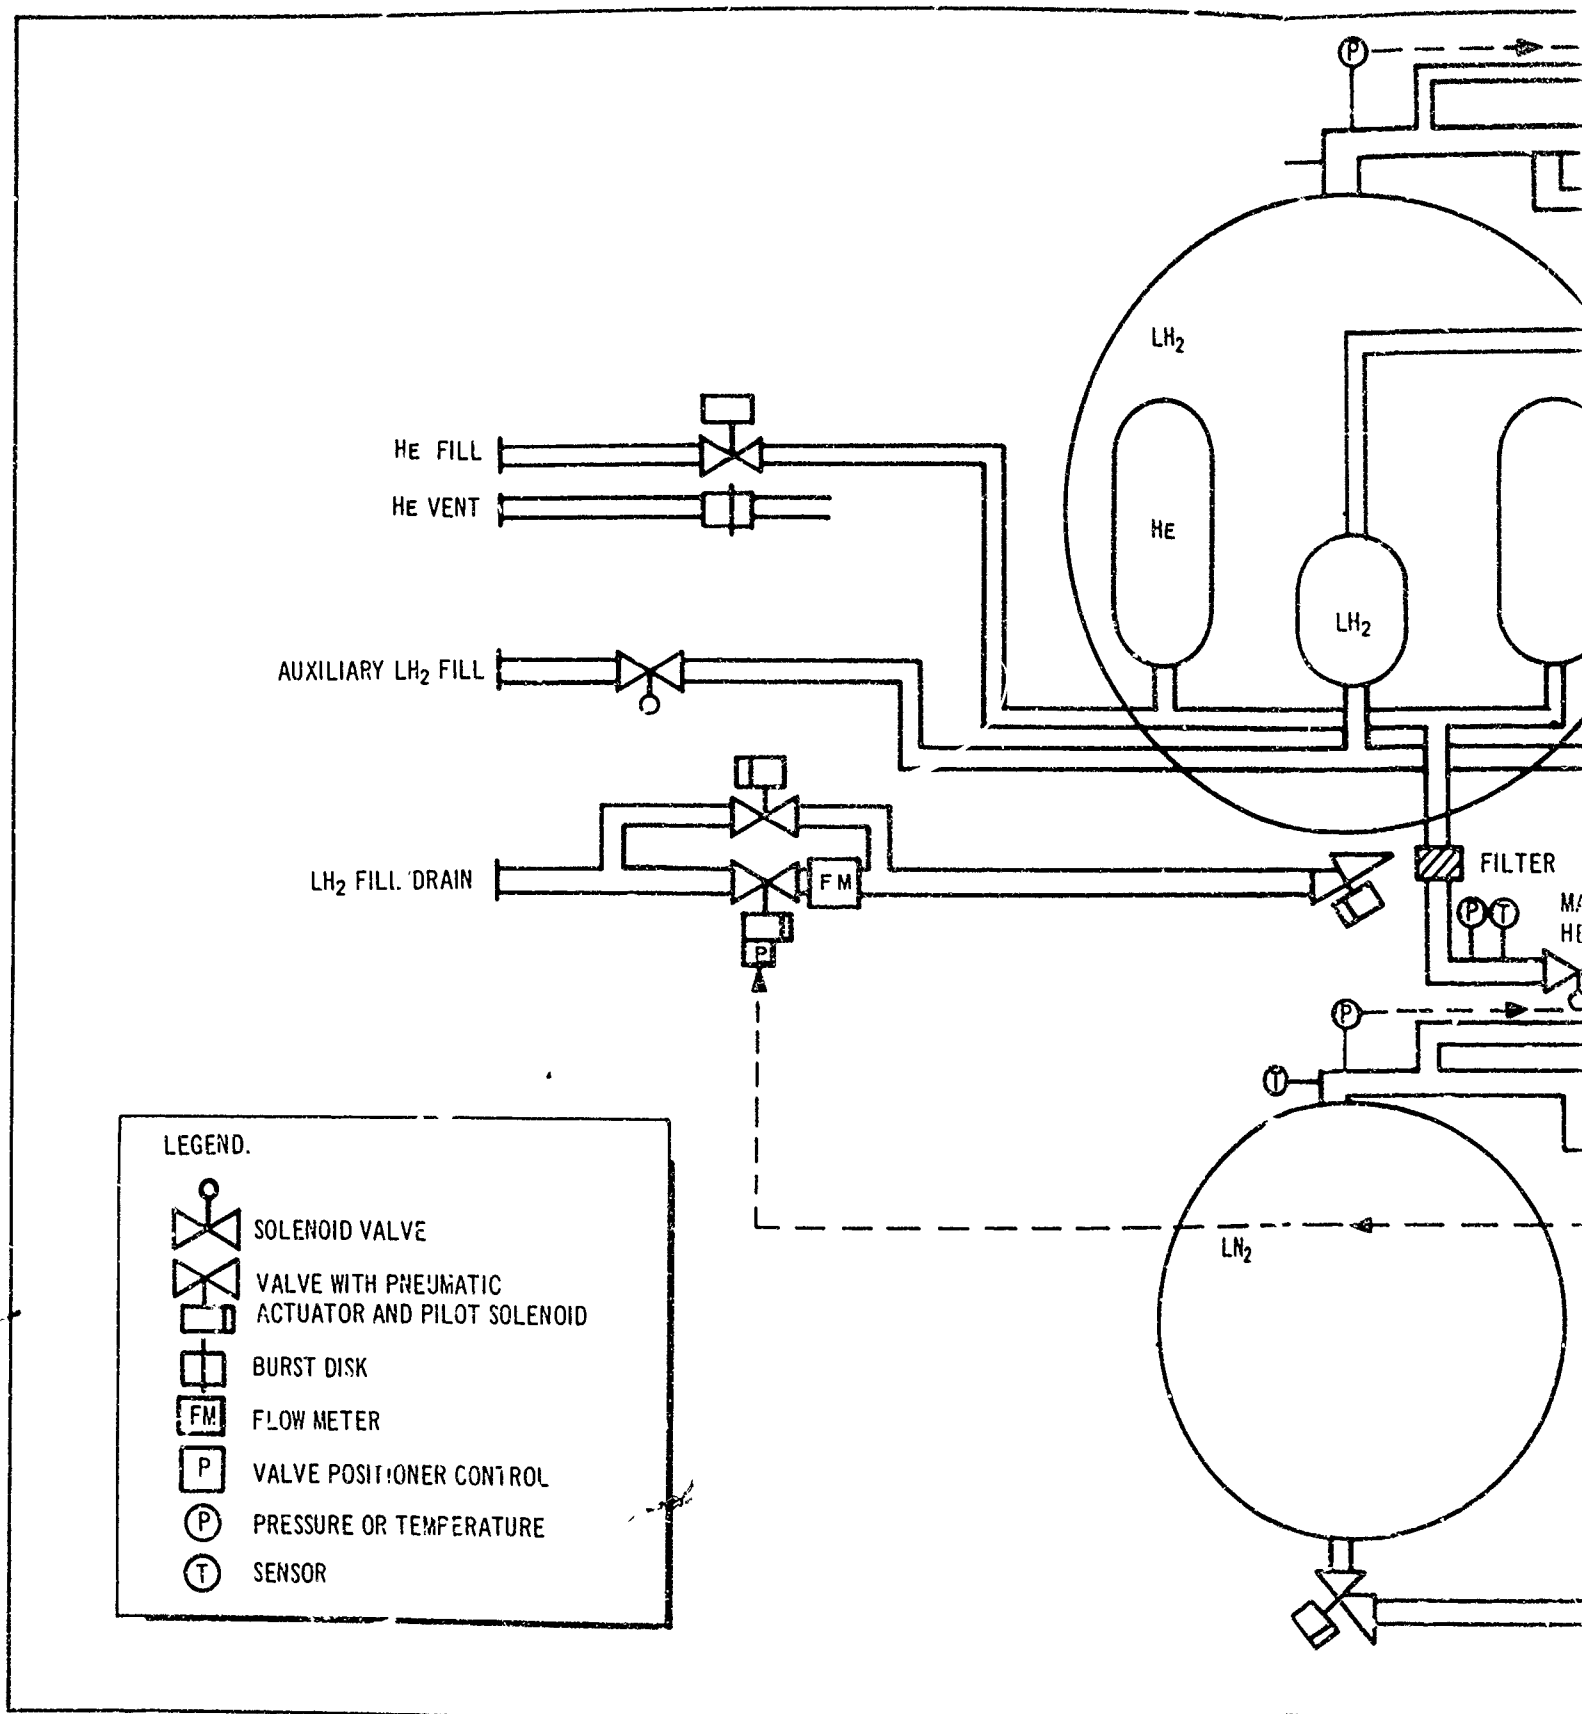 P
LH2
HE FILL
HE VENT
HE
LH2
AUXILIARY LH2 FILL
LH2 FILL DRAIN
FM
P
FILTER
P T
MA
HE
P
T
LEGEND.
SOLENOID VALVE
VALVE WITH PNEUMATIC
ACTUATOR AND PILOT SOLENOID
BURST DISK
FM FLOW METER
P VALVE POSITIONER CONTROL
P PRESSURE OR TEMPERATURE
T SENSOR
LN2